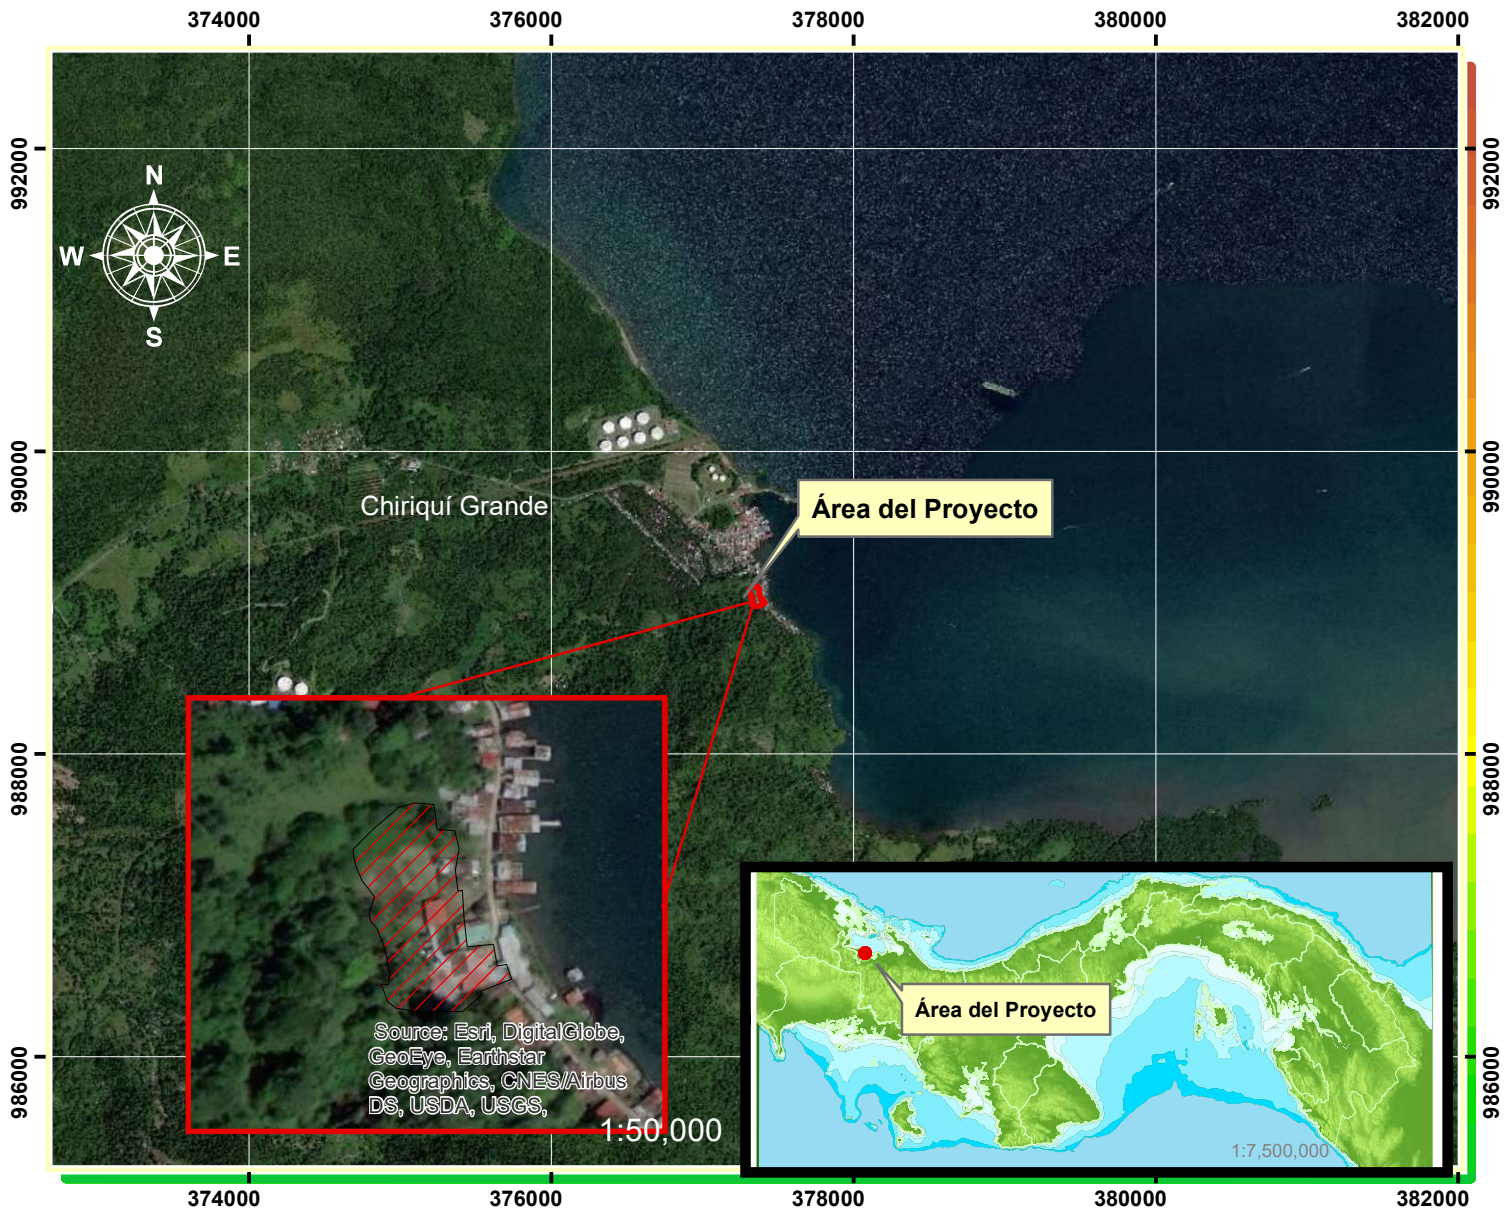 374000
376000
378000
380000
382000
992000
992000
N
W
E
S
990000
990000
Chiriquí Grande
Área del Proyecto
988000
988000
Área del Proyecto
Source: Esri, DigitalGlobe,
GeoEye, Earthstar
Geographics, CNES/Airbus
DS, USDA, USGS,
986000
986000
1:50,000
1:7,500,000
374000
376000
378000
380000
382000